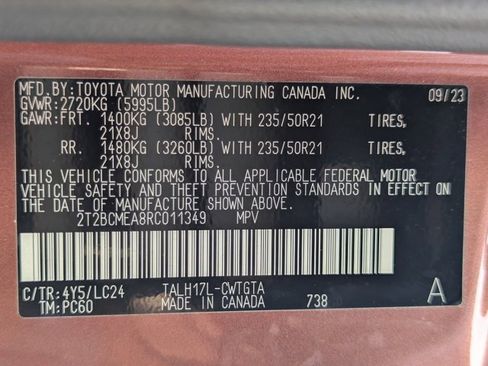 MFD.BY: TOYOTA MOTOR MANUFACTURING CANADA INC. 09/23
GVWR: 2720KG (5995LB)
GAWR: FRT. 1400KG (3085LB) WITH 235/50R21 TIRES,
21X8J RIMS.
RR. 1480KG (3260LB) WITH 235/50R21 TIRES,
21X8J RIMS.
THIS VEHICLE CONFORMS TO ALL APPLICABLE FEDERAL MOTOR
VEHICLE SAFETY AND THEFT PREVENTION STANDARDS IN EFFECT
ON THE DATE OF MANUFACTURE SHOWN ABOVE.
2T2BCMEA8RC011349 MPV
C/TR: 4Y5/LC24 TALH17L-CWTGTA A
TM: PC60 MADE IN CANADA 738